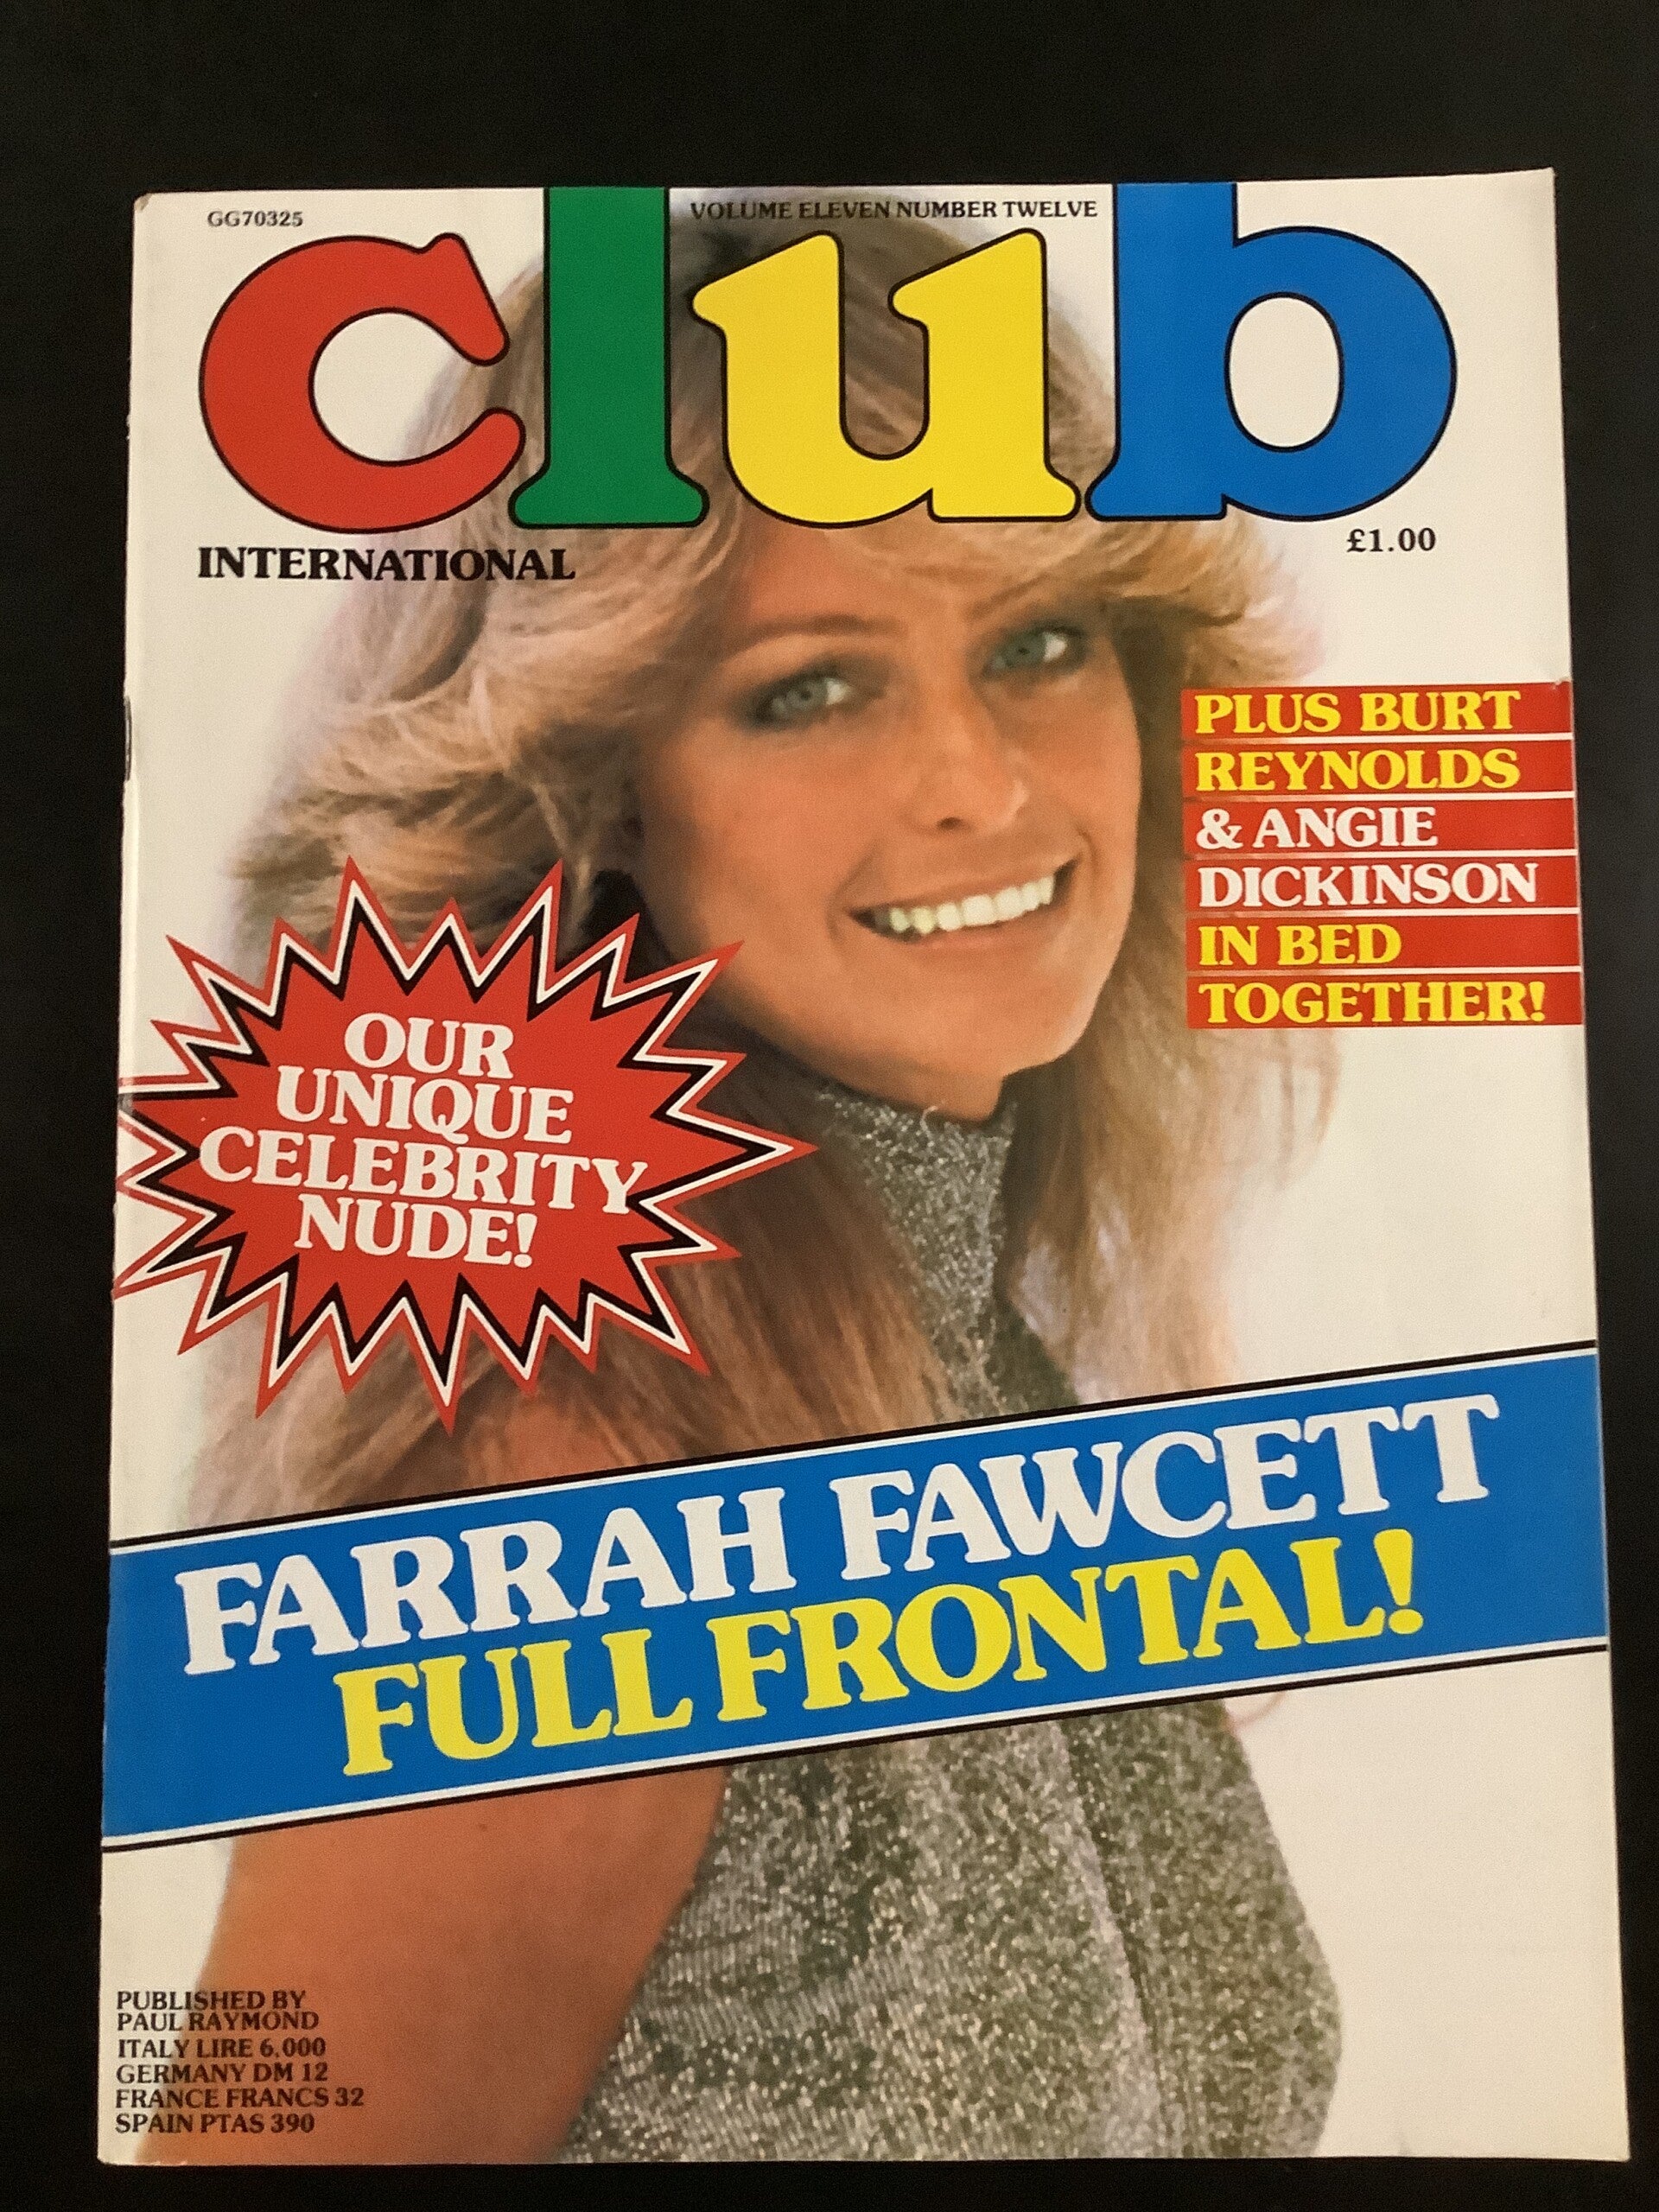 GG70325
VOLUME ELEVEN NUMBER TWELVE
club
INTERNATIONAL
£1.00
PLUS BURT
REYNOLDS
& ANGIE
DICKINSON
IN BED
TOGETHER!
OUR
UNIQUE
CELEBRITY
NUDE!
FARRAH FAWCETT
FULL FRONTAL!
PUBLISHED BY
PAUL RAYMOND
ITALY LIRE 6,000
GERMANY DM 12
FRANCE FRANCS 32
SPAIN PTAS 390